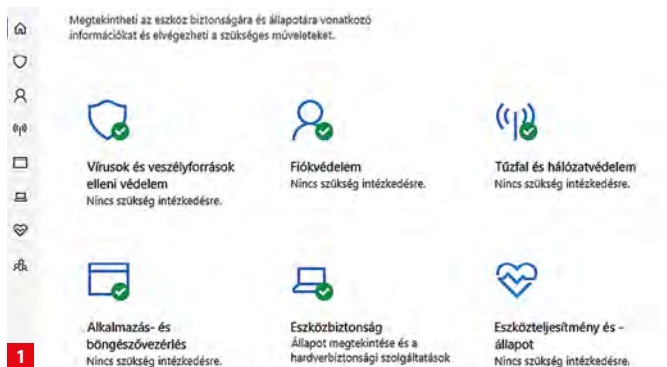 Megtekintheti az eszköz biztonságára és állapotára vonatkozó
információkat és elvégezheti a szükséges műveleteket.
Vírusok és veszélyforrások
elleni védelem
Nincs szükség intézkedésre.
Fiókvédelem
Nincs szükség intézkedésre.
Tűzfal és hálózatvédelem
Nincs szükség intézkedésre.
Alkalmazás- és
böngészővezérlés
Nincs szükség intézkedésre.
Eszközbiztonság
Állapot megtekintése és a
hardverbiztonsági szolgáltatások
Eszközteljesítmény és -
állapot
Nincs szükség intézkedésre.
1